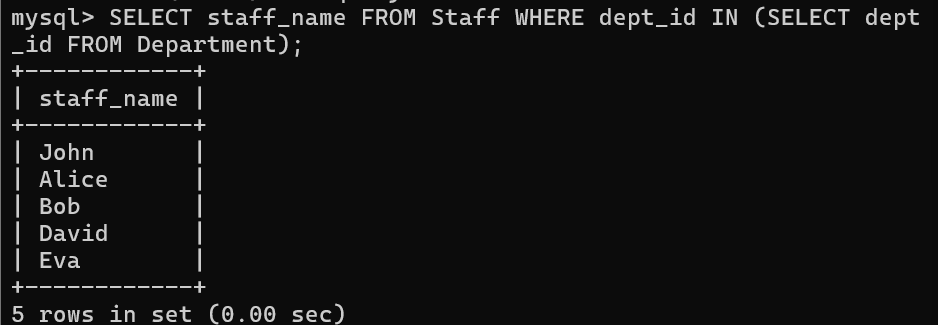 mysql> SELECT staff_name FROM Staff WHERE dept_id IN (SELECT dept
_id FROM Department);
+------------+
| staff_name |
+------------+
| John       |
| Alice      |
| Bob        |
| David      |
| Eva        |
+------------+
5 rows in set (0.00 sec)